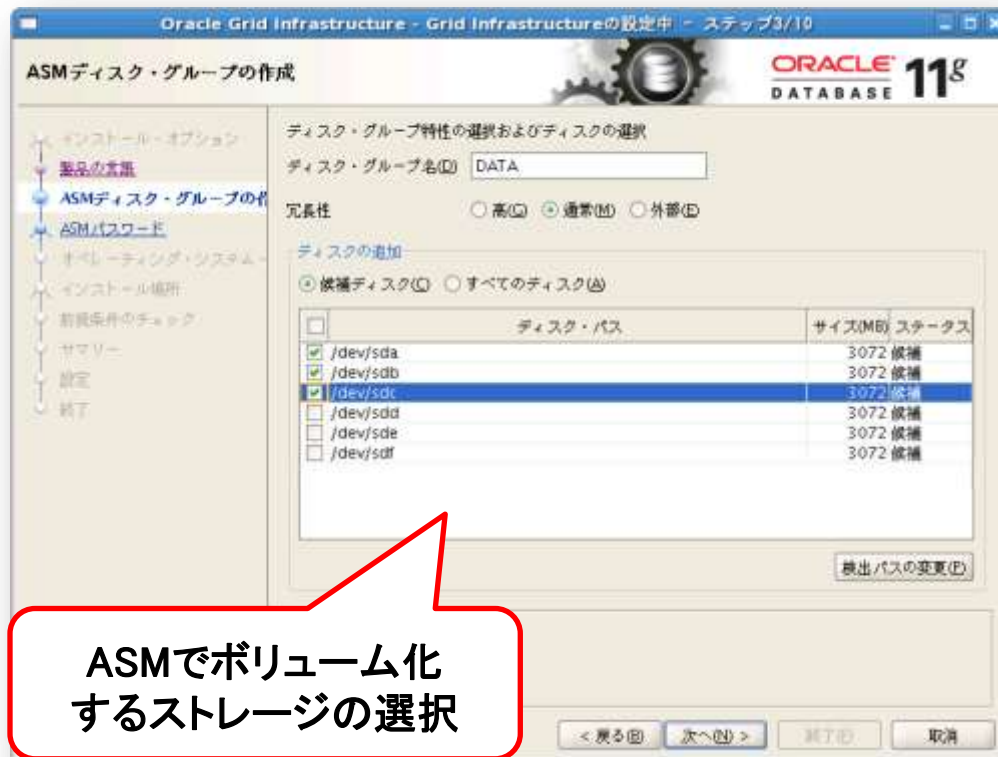 Oracle Grid Infrastructure - Grid Infrastructureの設定中 - ステップ3/10
ASMディスク・グループの作成
ORACLE 11g
DATABASE
インストール・オプション
製品の言語
ASMディスク・グループの作
ASMパスワード
オペレーティング・システム・
インストール場所
前提条件のチェック
サマリー
設定
終了
ディスク・グループ特性の選択およびディスクの選択
ディスク・グループ名(D) DATA
冗長性 高(G) 通常(M) 外部(E)
ディスクの追加
候補ディスク(C) すべてのディスク(A)
ディスク・パス サイズ(MB) ステータス
/dev/sda 3072 候補
/dev/sdb 3072 候補
/dev/sdc 3072 候補
/dev/sdd 3072 候補
/dev/sde 3072 候補
/dev/sdf 3072 候補
検出パスの変更(P)
ASMでボリューム化
するストレージの選択
< 戻る(B) 次へ(N) > 終了(F) 取消